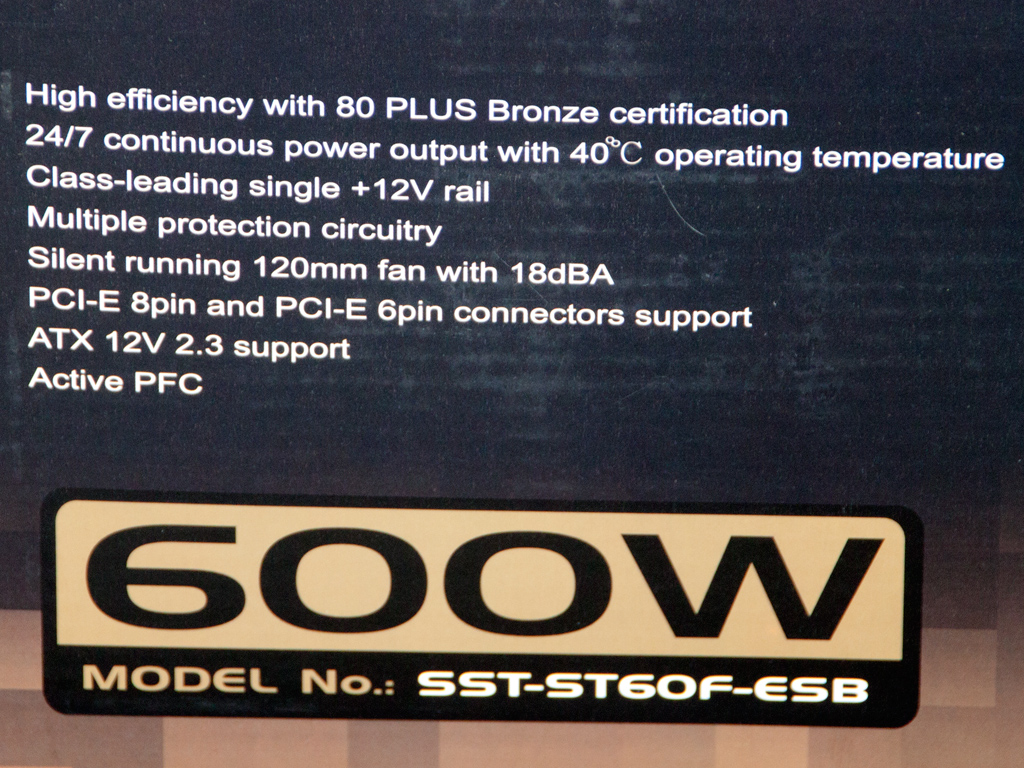 High efficiency with 80 PLUS Bronze certification
24/7 continuous power output with 40℃ operating temperature
Class-leading single +12V rail
Multiple protection circuitry
Silent running 120mm fan with 18dBA
PCI-E 8pin and PCI-E 6pin connectors support
ATX 12V 2.3 support
Active PFC
600W
MODEL No.: SST-ST60F-ESB